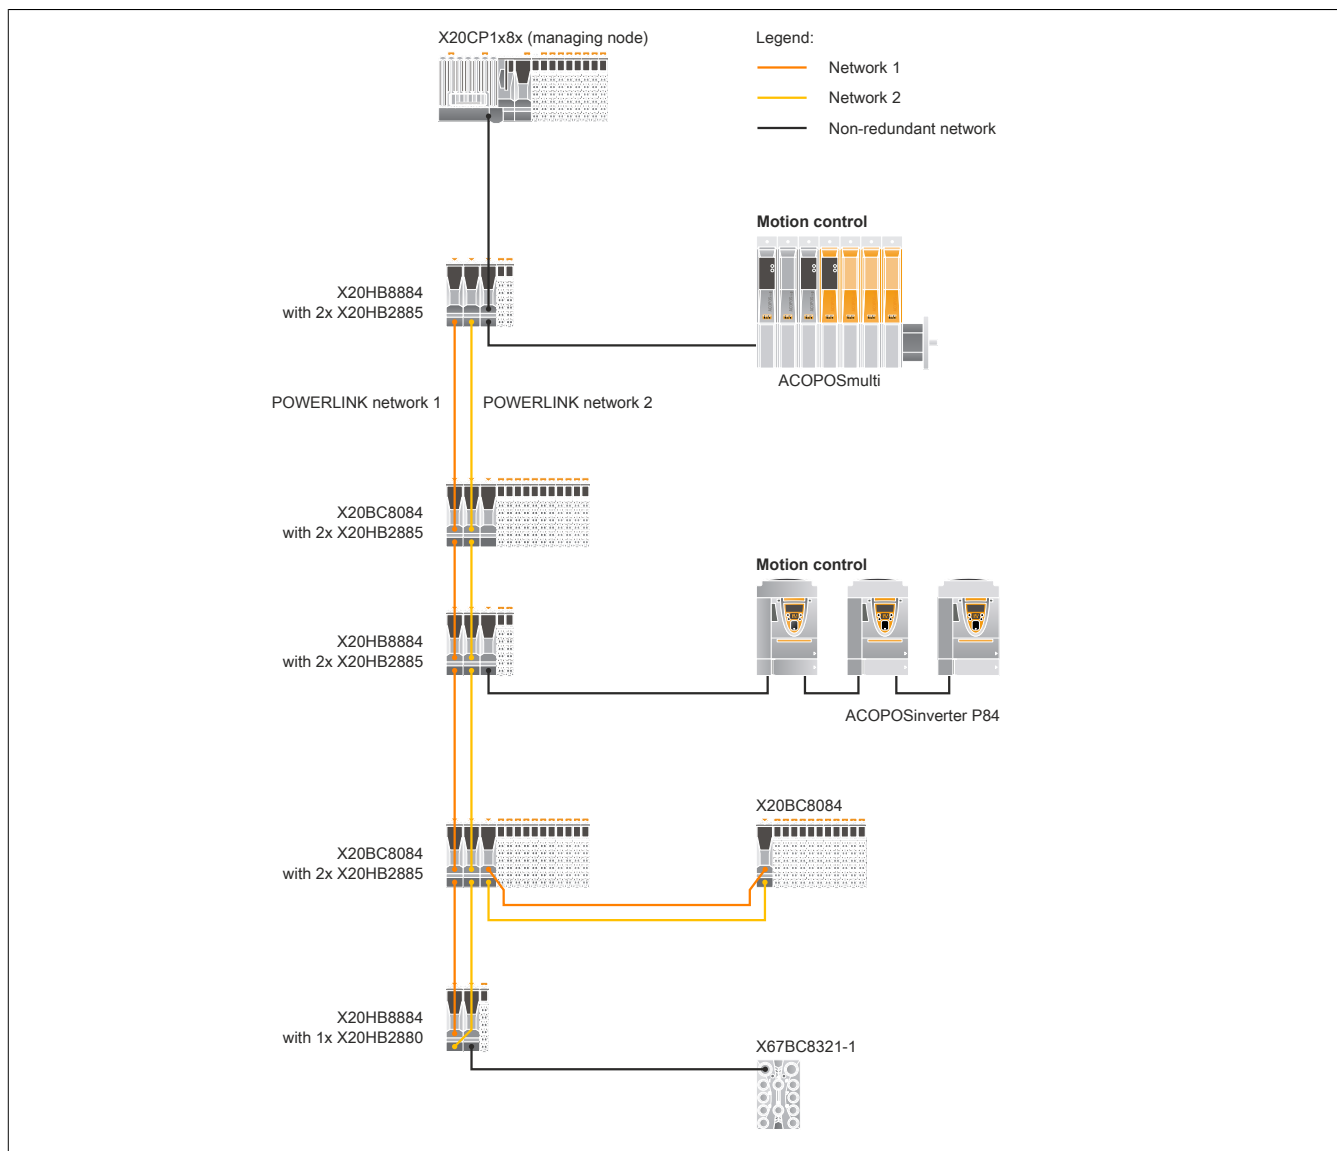 X20CP1x8x (managing node)
Legend:
Network 1
Network 2
Non-redundant network
Motion control
X20HB8884
with 2x X20HB2885
ACOPOSmulti
POWERLINK network 1
POWERLINK network 2
X20BC8084
with 2x X20HB2885
Motion control
X20HB8884
with 2x X20HB2885
ACOPOSinverter P84
X20BC8084
X20BC8084
with 2x X20HB2885
X20HB8884
with 1x X20HB2880
X67BC8321-1